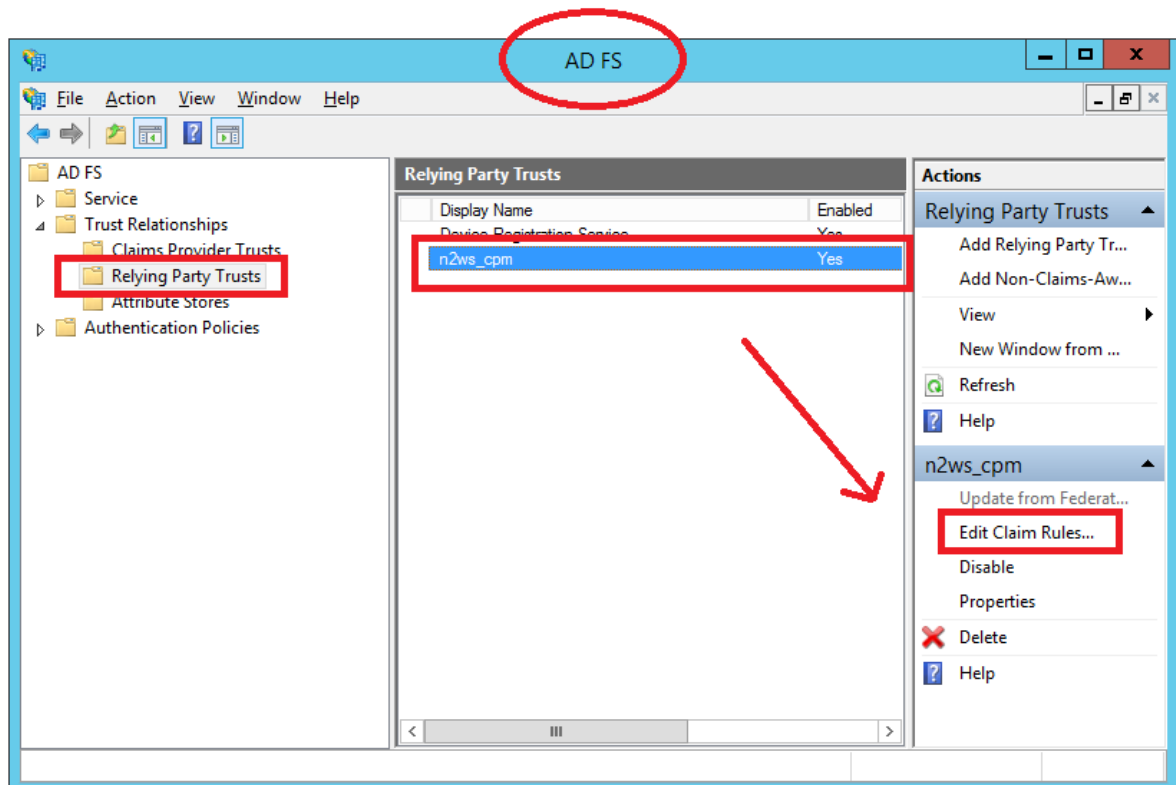 AD FS
File Action View Window Help
AD FS
Service
Trust Relationships
Claims Provider Trusts
Relying Party Trusts
Attribute Stores
Authentication Policies
Relying Party Trusts
Display Name Enabled
Device Registration Service Yes
n2ws_cpm Yes
Actions
Relying Party Trusts
Add Relying Party Tr...
Add Non-Claims-Aw...
View
New Window from ...
Refresh
Help
n2ws_cpm
Update from Federat...
Edit Claim Rules...
Disable
Properties
Delete
Help